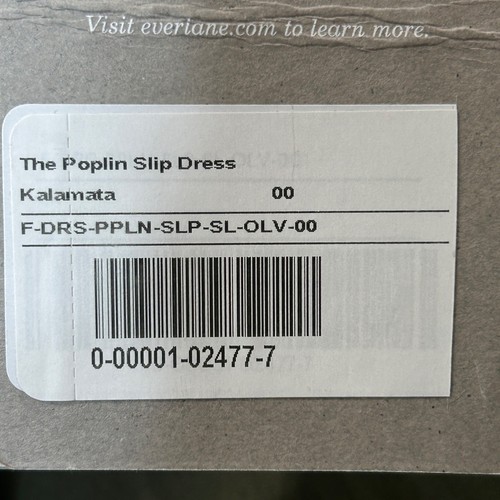 Visit everlane.com to learn more.
The Poplin Slip Dress
Kalamata 00
F-DRS-PPLN-SLP-SL-OLV-00
0-00001-02477-7